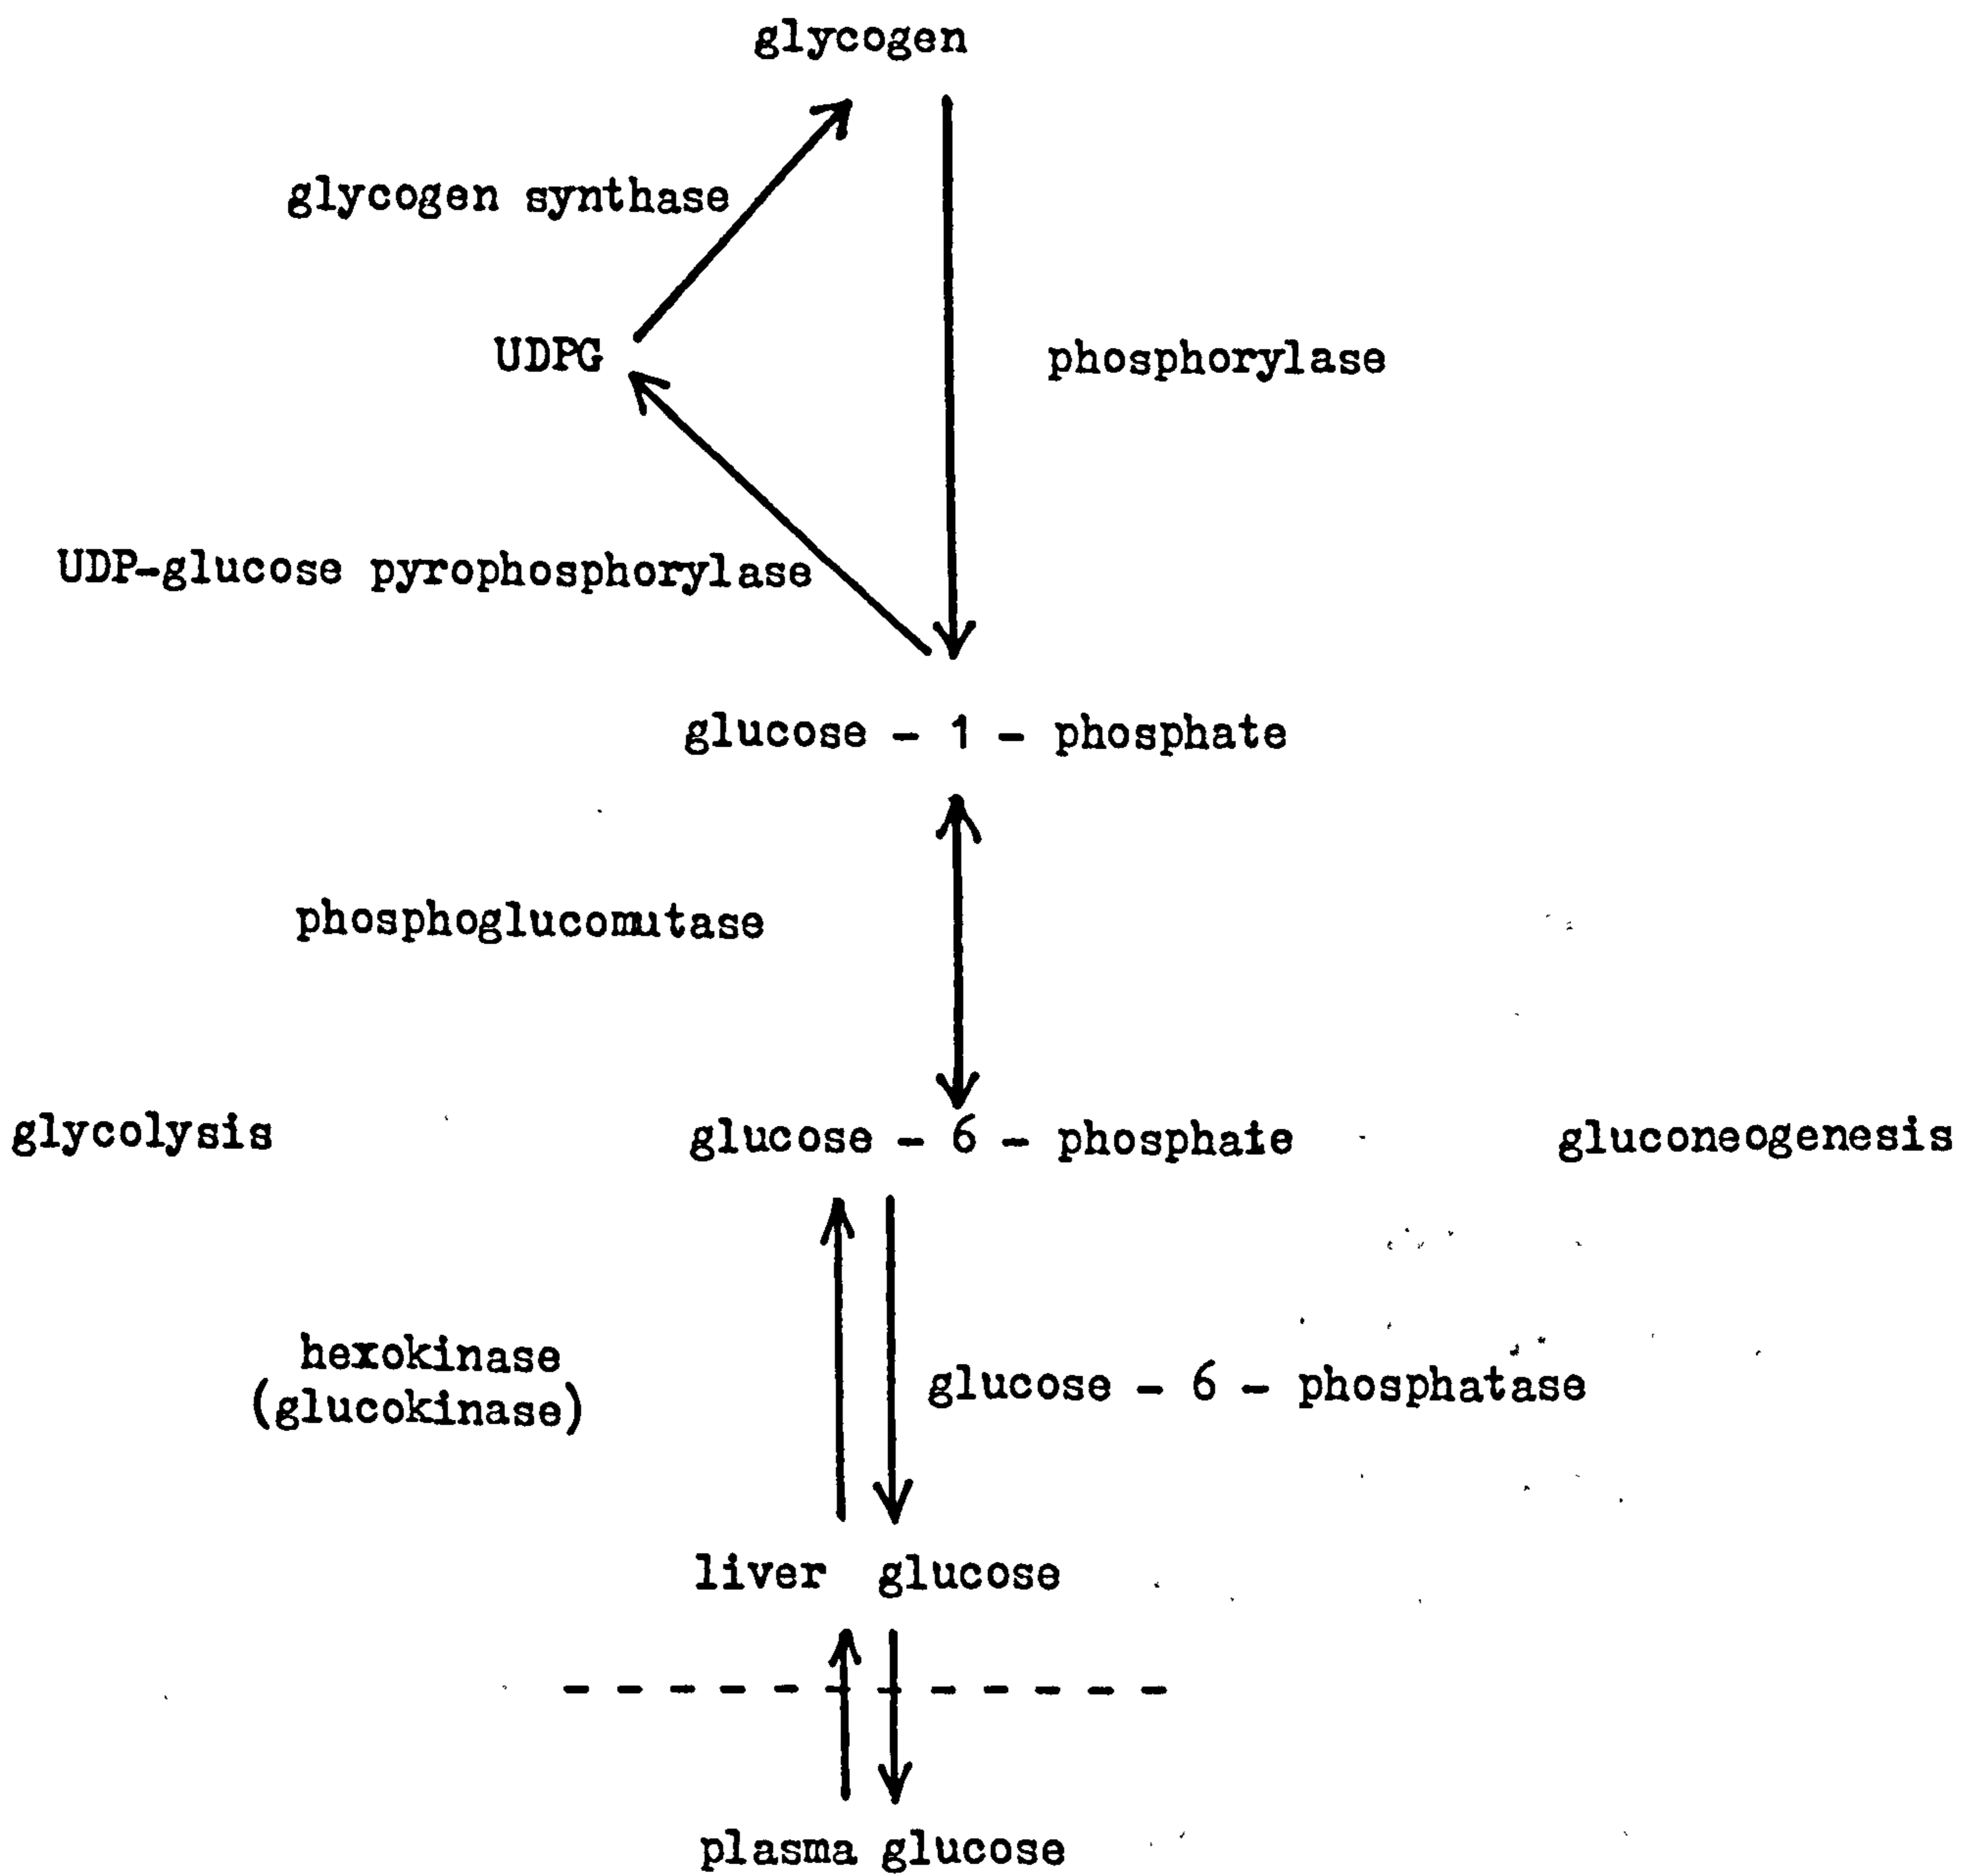 glycogen
glycogen synthase
UDPG
phosphorylase
UDP-glucose pyrophosphorylase
glucose - 1 - phosphate
phosphoglucomutase
glycolysis
glucose - 6 - phosphate
gluconeogenesis
hexokinase
(glucokinase)
glucose - 6 - phosphatase
liver glucose
plasma glucose